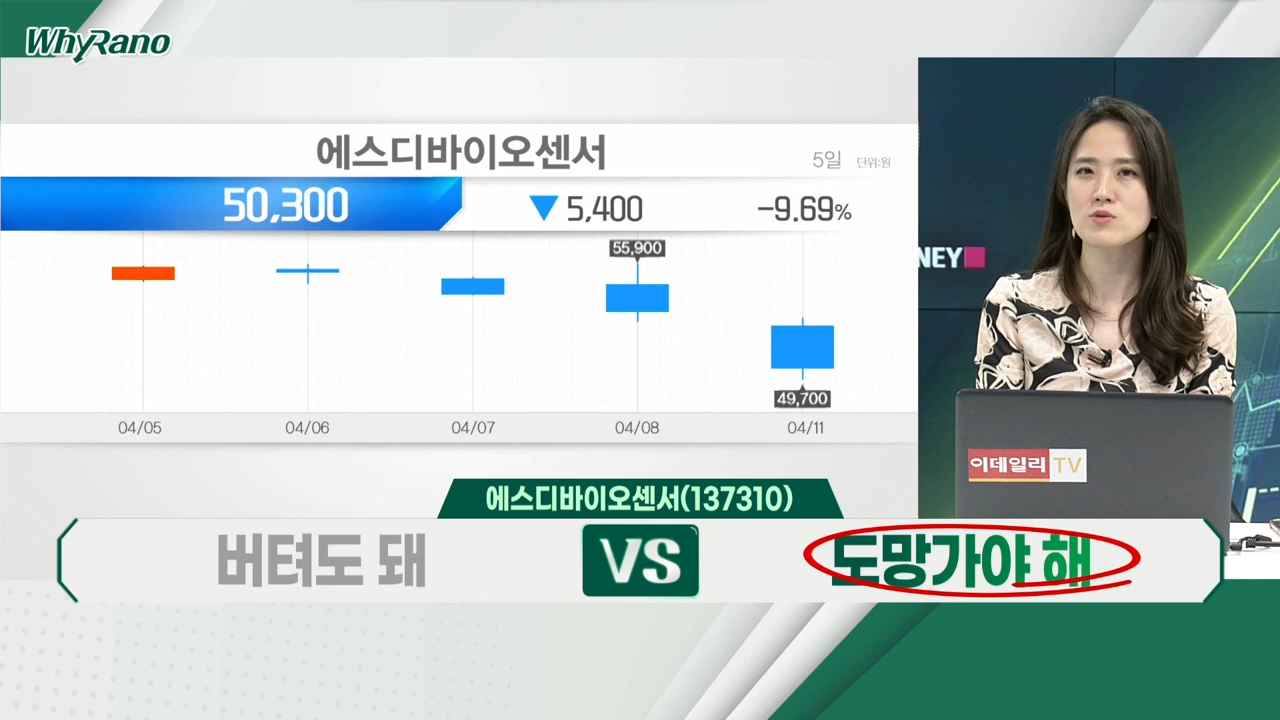 WhyRano
에스디바이오센서
5일 단위:원
50,300 ▼ 5,400 -9.69%
55,900
49,700
04/05 04/06 04/07 04/08 04/11
NEY
이데일리 TV
에스디바이오센서(137310)
버텨도 돼 VS 도망가야 해